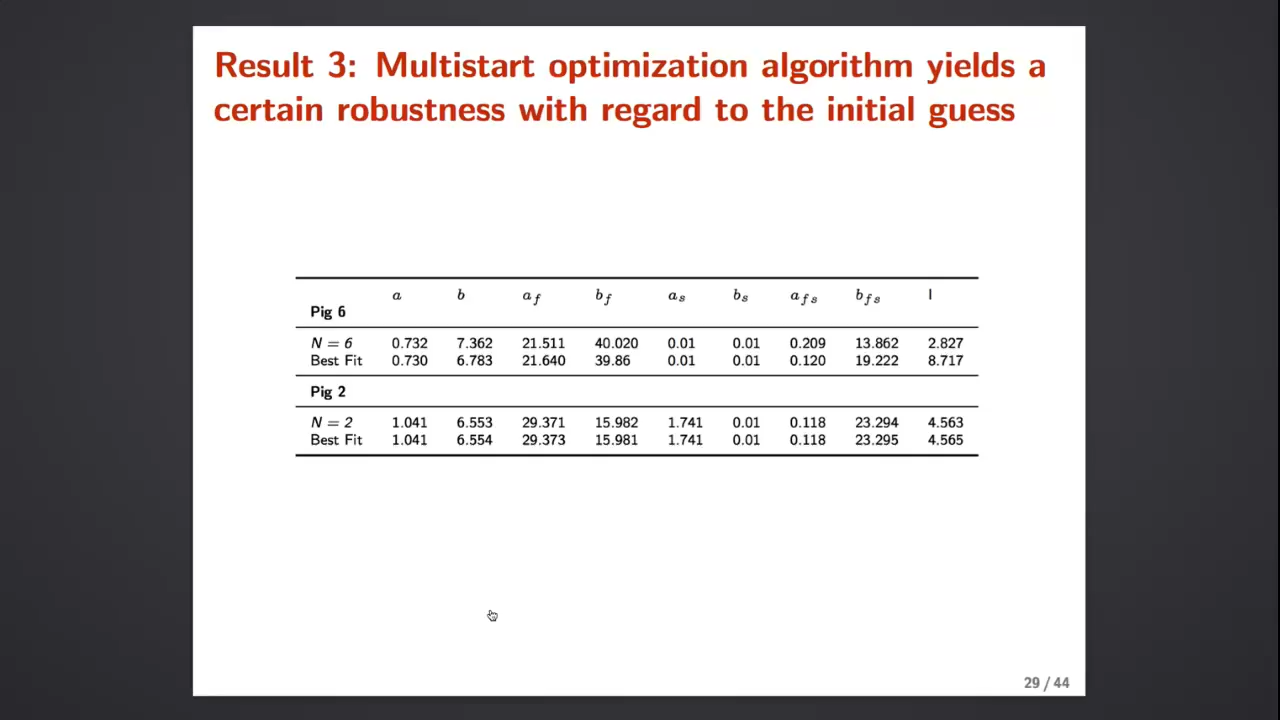 Result 3: Multistart optimization algorithm yields a
certain robustness with regard to the initial guess
a b a_f b_f a_s b_s a_fs b_fs I
Pig 6
N = 6 0.732 7.362 21.511 40.020 0.01 0.01 0.209 13.862 2.827
Best Fit 0.730 6.783 21.640 39.86 0.01 0.01 0.120 19.222 8.717
Pig 2
N = 2 1.041 6.553 29.371 15.982 1.741 0.01 0.118 23.294 4.563
Best Fit 1.041 6.554 29.373 15.981 1.741 0.01 0.118 23.295 4.565
29 / 44